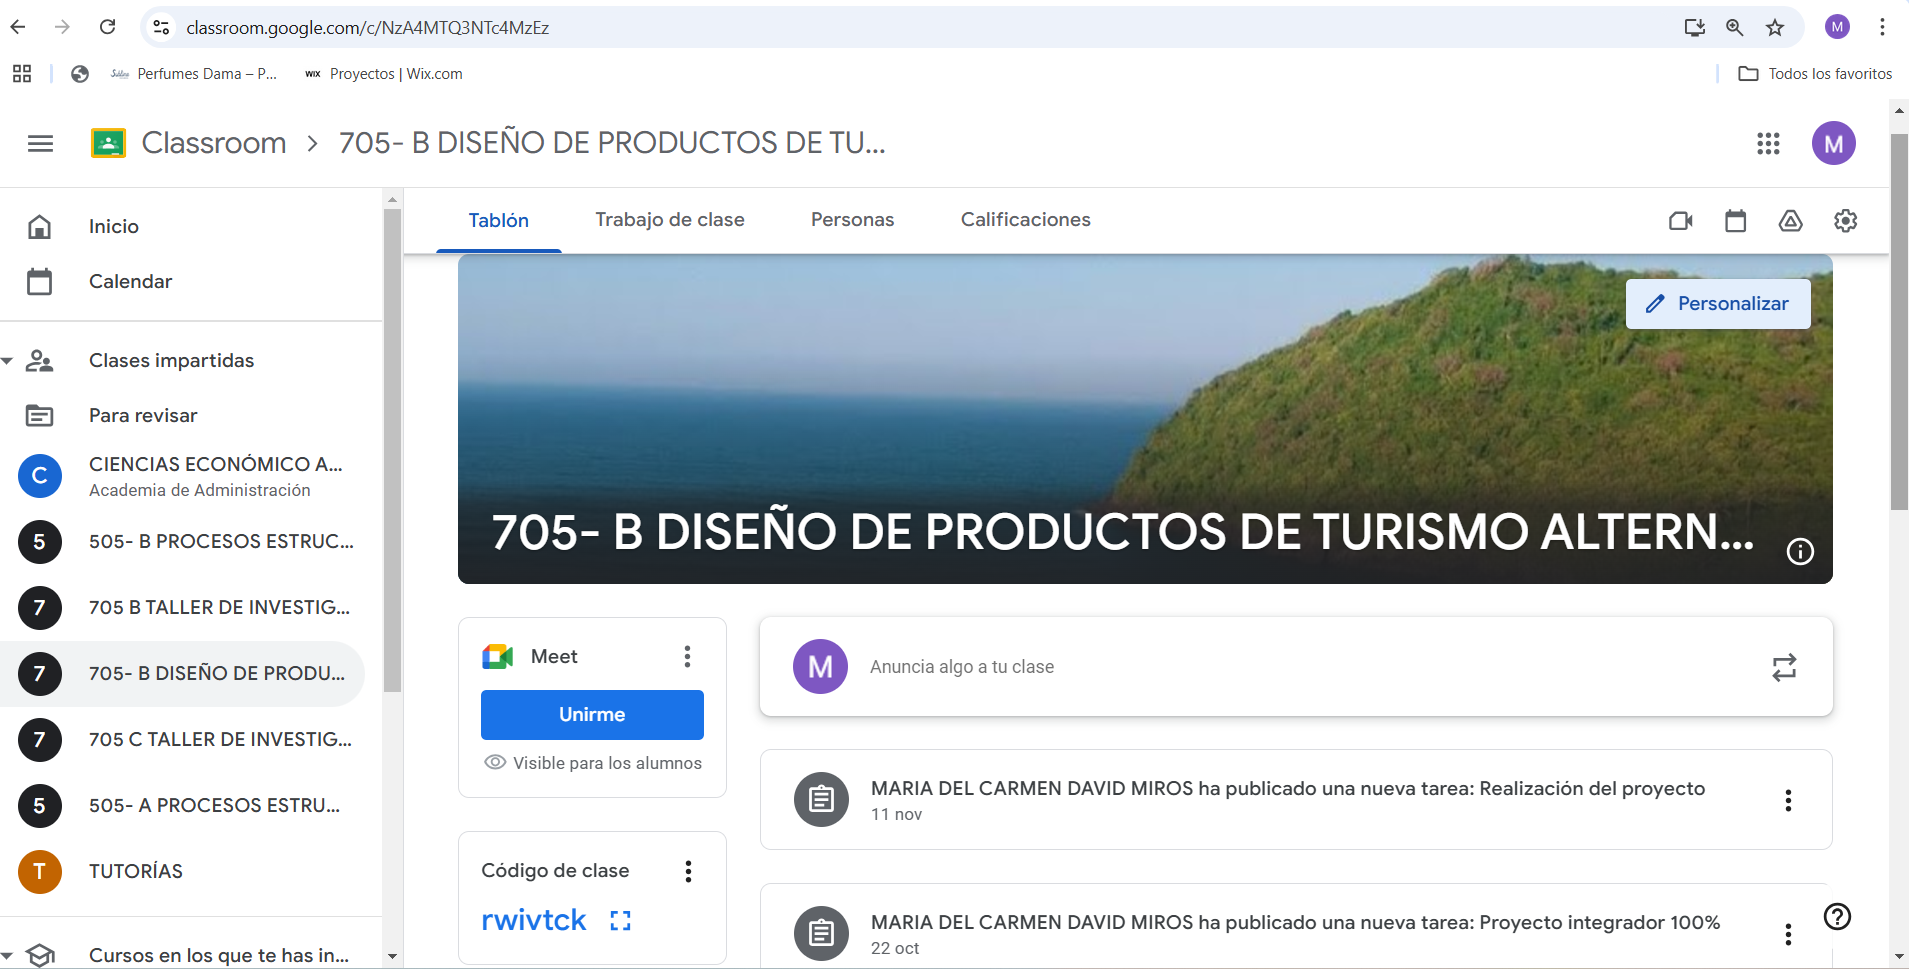 classroom.google.com/c/NzA4MTQ3NTc4MzEz
M
Perfumes Dama – P...
WIX Proyectos | Wix.com
Todos los favoritos
Classroom > 705- B DISEÑO DE PRODUCTOS DE TU...
M
Inicio
Calendar
Clases impartidas
Para revisar
C
CIENCIAS ECONÓMICO A...
Academia de Administración
5 505- B PROCESOS ESTRUC...
7 705 B TALLER DE INVESTIG...
7 705- B DISEÑO DE PRODU...
7 705 C TALLER DE INVESTIG...
5 505- A PROCESOS ESTRU...
T TUTORÍAS
Cursos en los que te has in...
Tablón Trabajo de clase Personas Calificaciones
Personalizar
705- B DISEÑO DE PRODUCTOS DE TURISMO ALTERN...
Meet
Unirme
Visible para los alumnos
Código de clase
rwivtck
M Anuncia algo a tu clase
MARIA DEL CARMEN DAVID MIROS ha publicado una nueva tarea: Realización del proyecto
11 nov
MARIA DEL CARMEN DAVID MIROS ha publicado una nueva tarea: Proyecto integrador 100%
22 oct